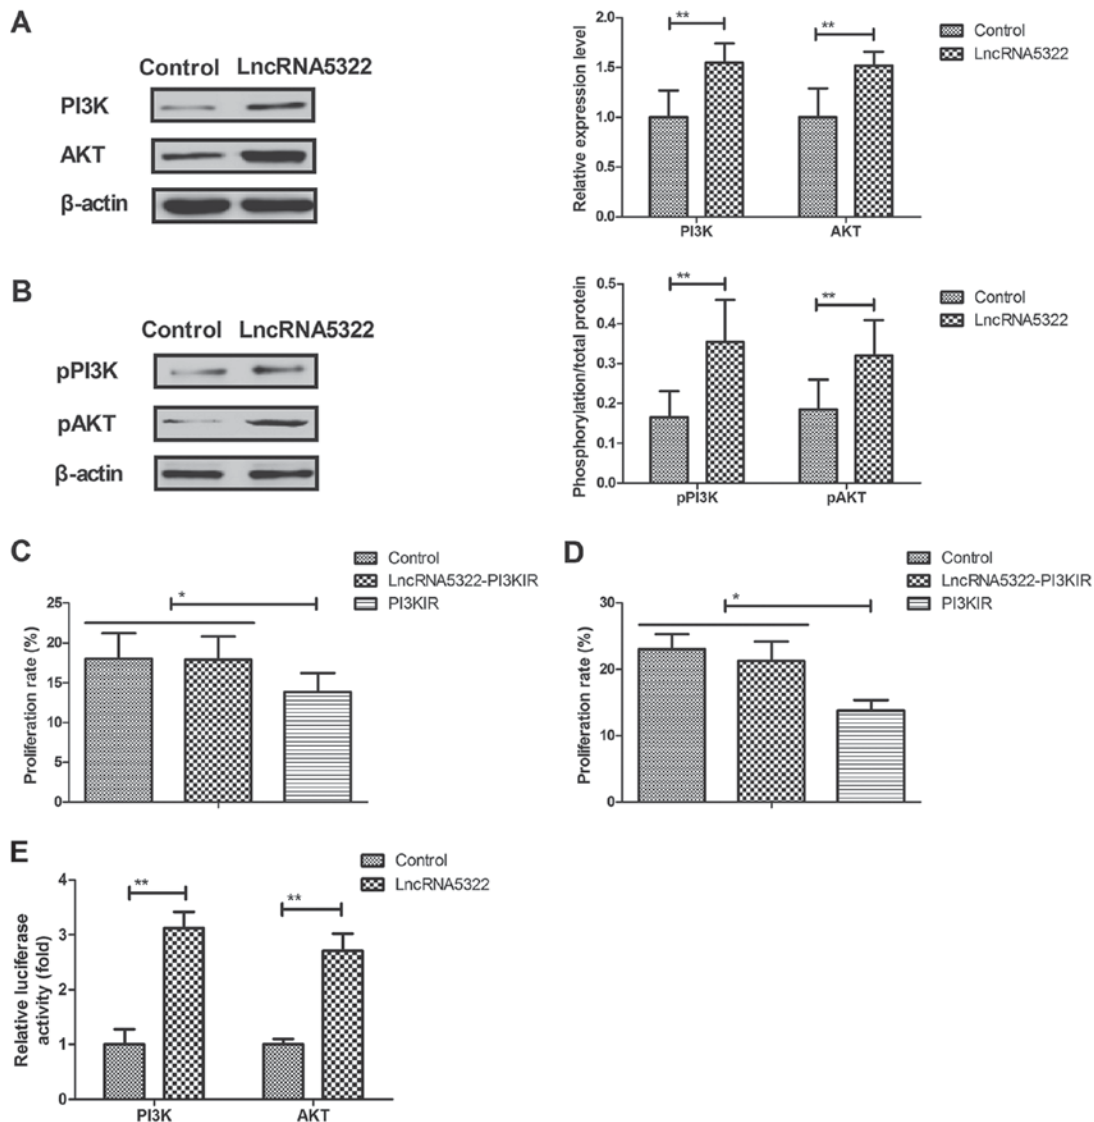 A
Control LncRNA5322
PI3K
AKT
β-actin
Relative expression level
2.0
1.5
1.0
0.5
0.0
**
**
PI3K
AKT
Control
LncRNA5322
B
Control LncRNA5322
pPI3K
pAKT
β-actin
Phosphorylation/total protein
0.5
0.4
0.3
0.2
0.1
0.0
**
**
pPI3K
pAKT
Control
LncRNA5322
C
Control
LncRNA5322-PI3KIR
PI3KIR
Proliferation rate (%)
25
20
15
10
5
0
*
D
Control
LncRNA5322-PI3KIR
PI3KIR
Proliferation rate (%)
30
20
10
0
*
E
Control
LncRNA5322
Relative luciferase
activity (fold)
4
3
2
1
0
**
**
PI3K
AKT